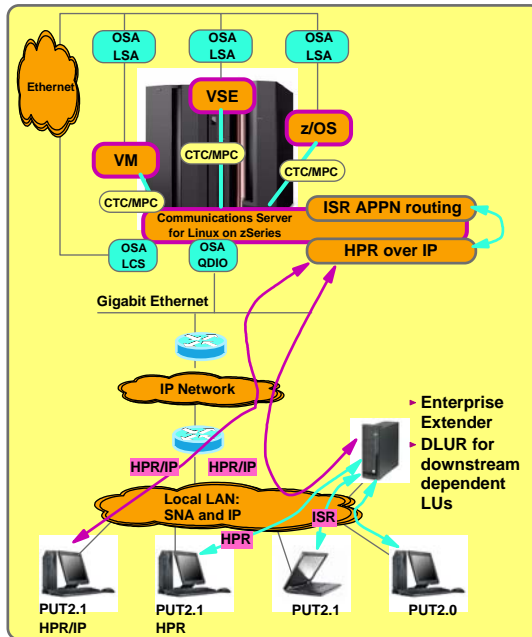 OSA
LSA
OSA
LSA
OSA
LSA
Ethernet
VSE
z/OS
CTC/MPC
VM
CTC/MPC
CTC/MPC
ISR APPN routing
Communications Server
for Linux on zSeries
OSA
LCS
OSA
QDIO
HPR over IP
Gigabit Ethernet
IP Network
Enterprise
Extender
DLUR for
downstream
dependent
LUs
HPR/IP
HPR/IP
Local LAN:
SNA and IP
ISR
HPR
PUT2.1
HPR/IP
PUT2.1
HPR
PUT2.1
PUT2.0